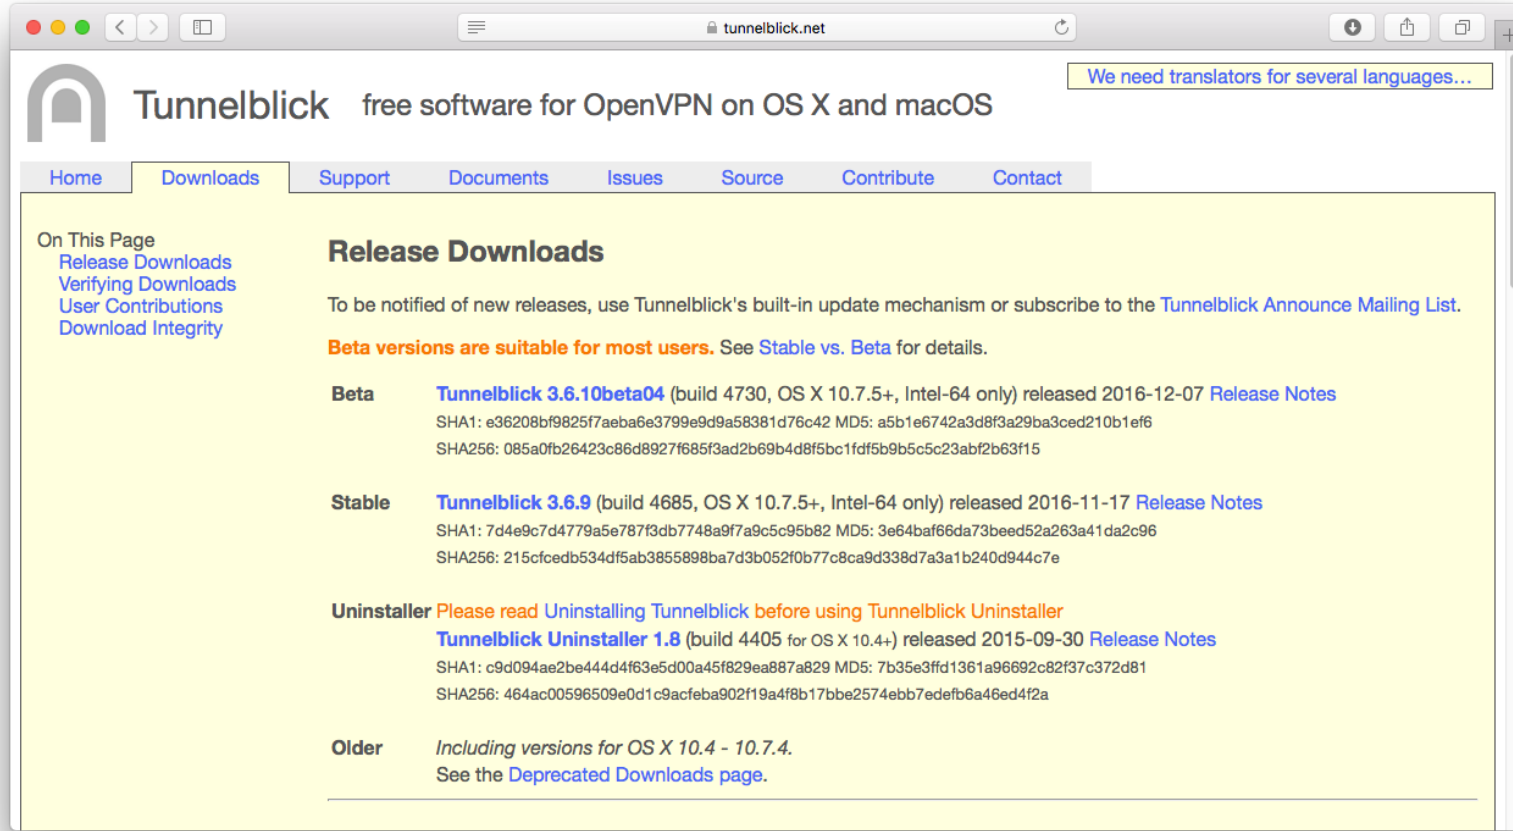 tunnelblick.net
We need translators for several languages...
Tunnelblick free software for OpenVPN on OS X and macOS
Home Downloads Support Documents Issues Source Contribute Contact
On This Page
Release Downloads
Verifying Downloads
User Contributions
Download Integrity
Release Downloads
To be notified of new releases, use Tunnelblick's built-in update mechanism or subscribe to the Tunnelblick Announce Mailing List.
Beta versions are suitable for most users. See Stable vs. Beta for details.
Beta Tunnelblick 3.6.10beta04 (build 4730, OS X 10.7.5+, Intel-64 only) released 2016-12-07 Release Notes
SHA1: e36208bf9825f7aeba6e3799e9d9a58381d76c42 MD5: a5b1e6742a3d8f3a29ba3ced210b1ef6
SHA256: 085a0fb26423c86d8927f685f3ad2b69b4d8f5bc1fdf5b9b5c5c23abf2b63f15
Stable Tunnelblick 3.6.9 (build 4685, OS X 10.7.5+, Intel-64 only) released 2016-11-17 Release Notes
SHA1: 7d4e9c7d4779a5e787f3db7748a9f7a9c5c95b82 MD5: 3e64baf66da73beed52a263a41da2c96
SHA256: 215cfcedb534df5ab3855898ba7d3b052f0b77c8ca9d338d7a3a1b240d944c7e
Uninstaller Please read Uninstalling Tunnelblick before using Tunnelblick Uninstaller
Tunnelblick Uninstaller 1.8 (build 4405 for OS X 10.4+) released 2015-09-30 Release Notes
SHA1: c9d094ae2be444d4f63e5d00a45f829ea887a829 MD5: 7b35e3ffd1361a96692c82f37c372d81
SHA256: 464ac00596509e0d1c9acfeba902f19a4f8b17bbe2574ebb7edefb6a46ed4f2a
Older Including versions for OS X 10.4 - 10.7.4.
See the Deprecated Downloads page.